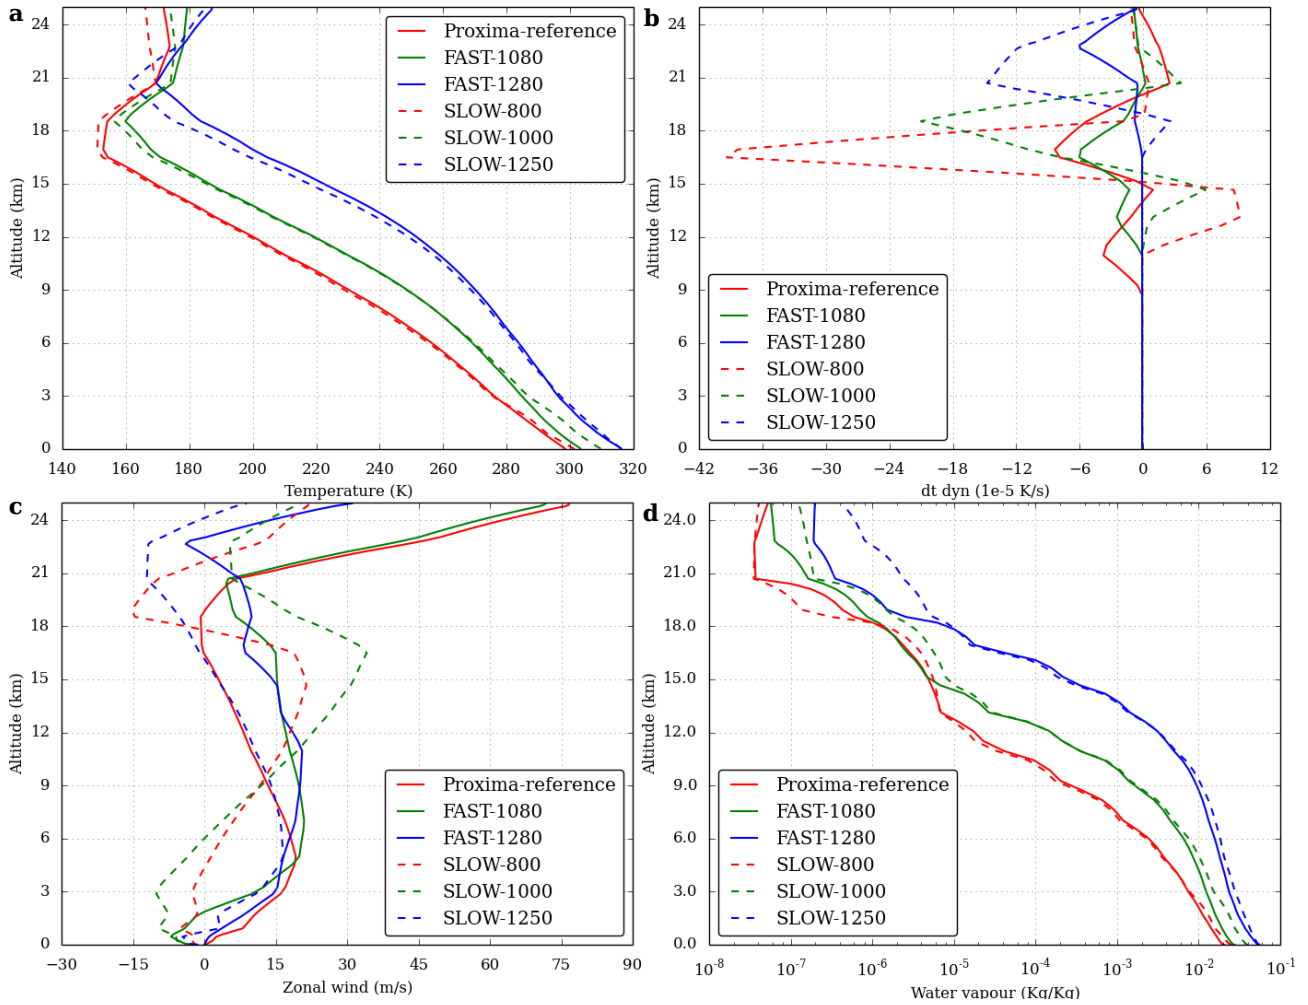 a
24
21
18
15
12
9
6
3
0
Altitude (km)
140 160 180 200 220 240 260 280 300 320
Temperature (K)
Proxima-reference
FAST-1080
FAST-1280
SLOW-800
SLOW-1000
SLOW-1250
b
24
21
18
15
12
9
6
3
0
Altitude (km)
−42 −36 −30 −24 −18 −12 −6 0 6 12
dt dyn (1e-5 K/s)
Proxima-reference
FAST-1080
FAST-1280
SLOW-800
SLOW-1000
SLOW-1250
c
24
21
18
15
12
9
6
3
0
Altitude (km)
−30 −15 0 15 30 45 60 75 90
Zonal wind (m/s)
Proxima-reference
FAST-1080
FAST-1280
SLOW-800
SLOW-1000
SLOW-1250
d
24.0
21.0
18.0
15.0
12.0
9.0
6.0
3.0
0.0
Altitude (km)
10⁻⁸ 10⁻⁷ 10⁻⁶ 10⁻⁵ 10⁻⁴ 10⁻³ 10⁻² 10⁻¹
Water vapour (Kg/Kg)
Proxima-reference
FAST-1080
FAST-1280
SLOW-800
SLOW-1000
SLOW-1250